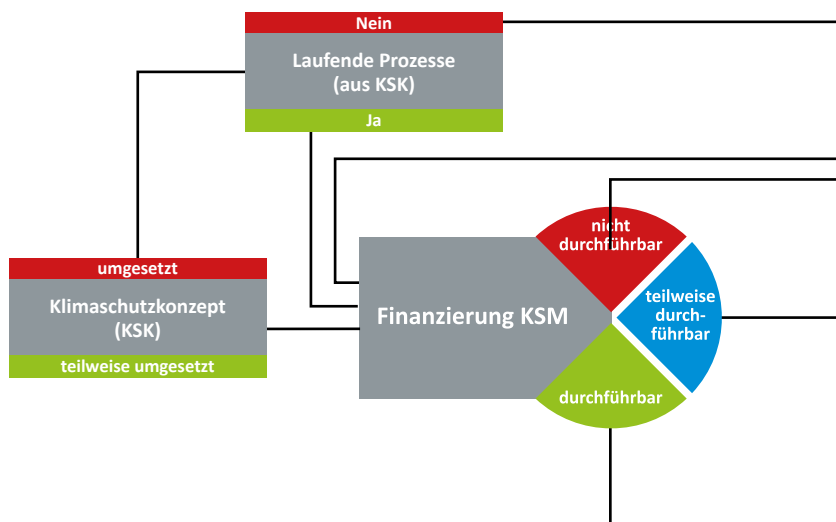 Nein
Laufende Prozesse
(aus KSK)
Ja
umgesetzt
Klimaschutzkonzept
(KSK)
teilweise umgesetzt
Finanzierung KSM
nicht
durchführbar
teilweise
durch-
führbar
durchführbar